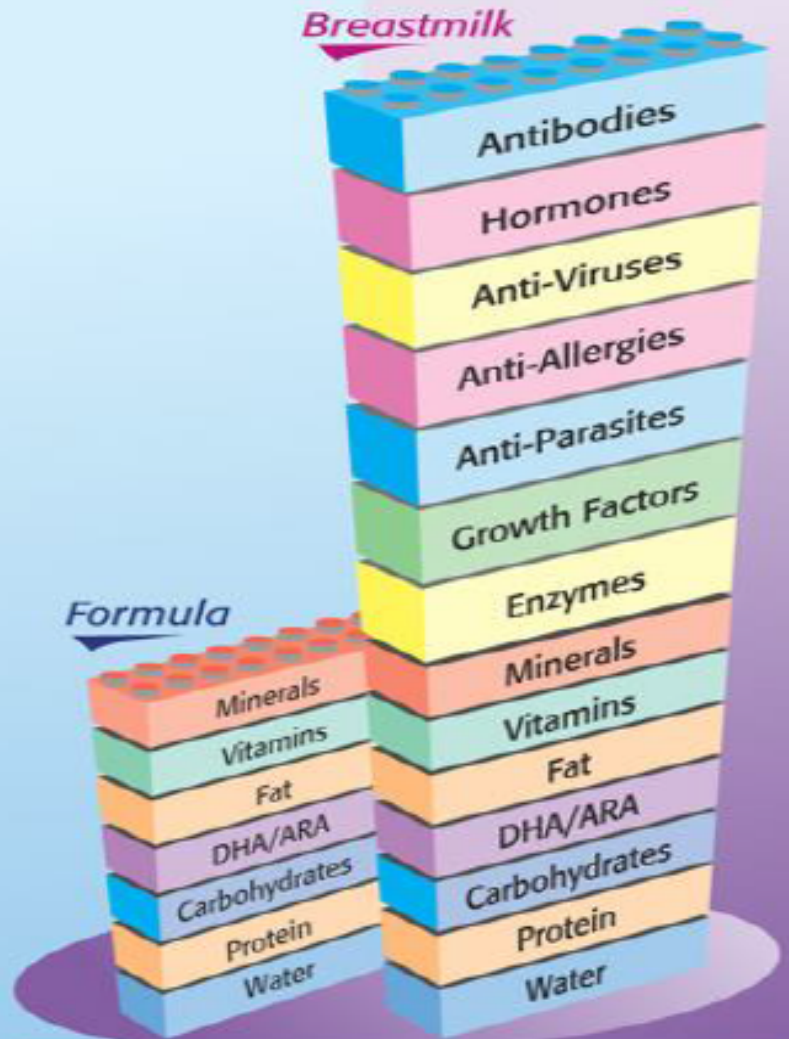 Breastmilk
Antibodies
Hormones
Anti-Viruses
Anti-Allergies
Anti-Parasites
Growth Factors
Enzymes
Minerals
Vitamins
Fat
DHA/ARA
Carbohydrates
Protein
Water
Formula
Minerals
Vitamins
Fat
DHA/ARA
Carbohydrates
Protein
Water